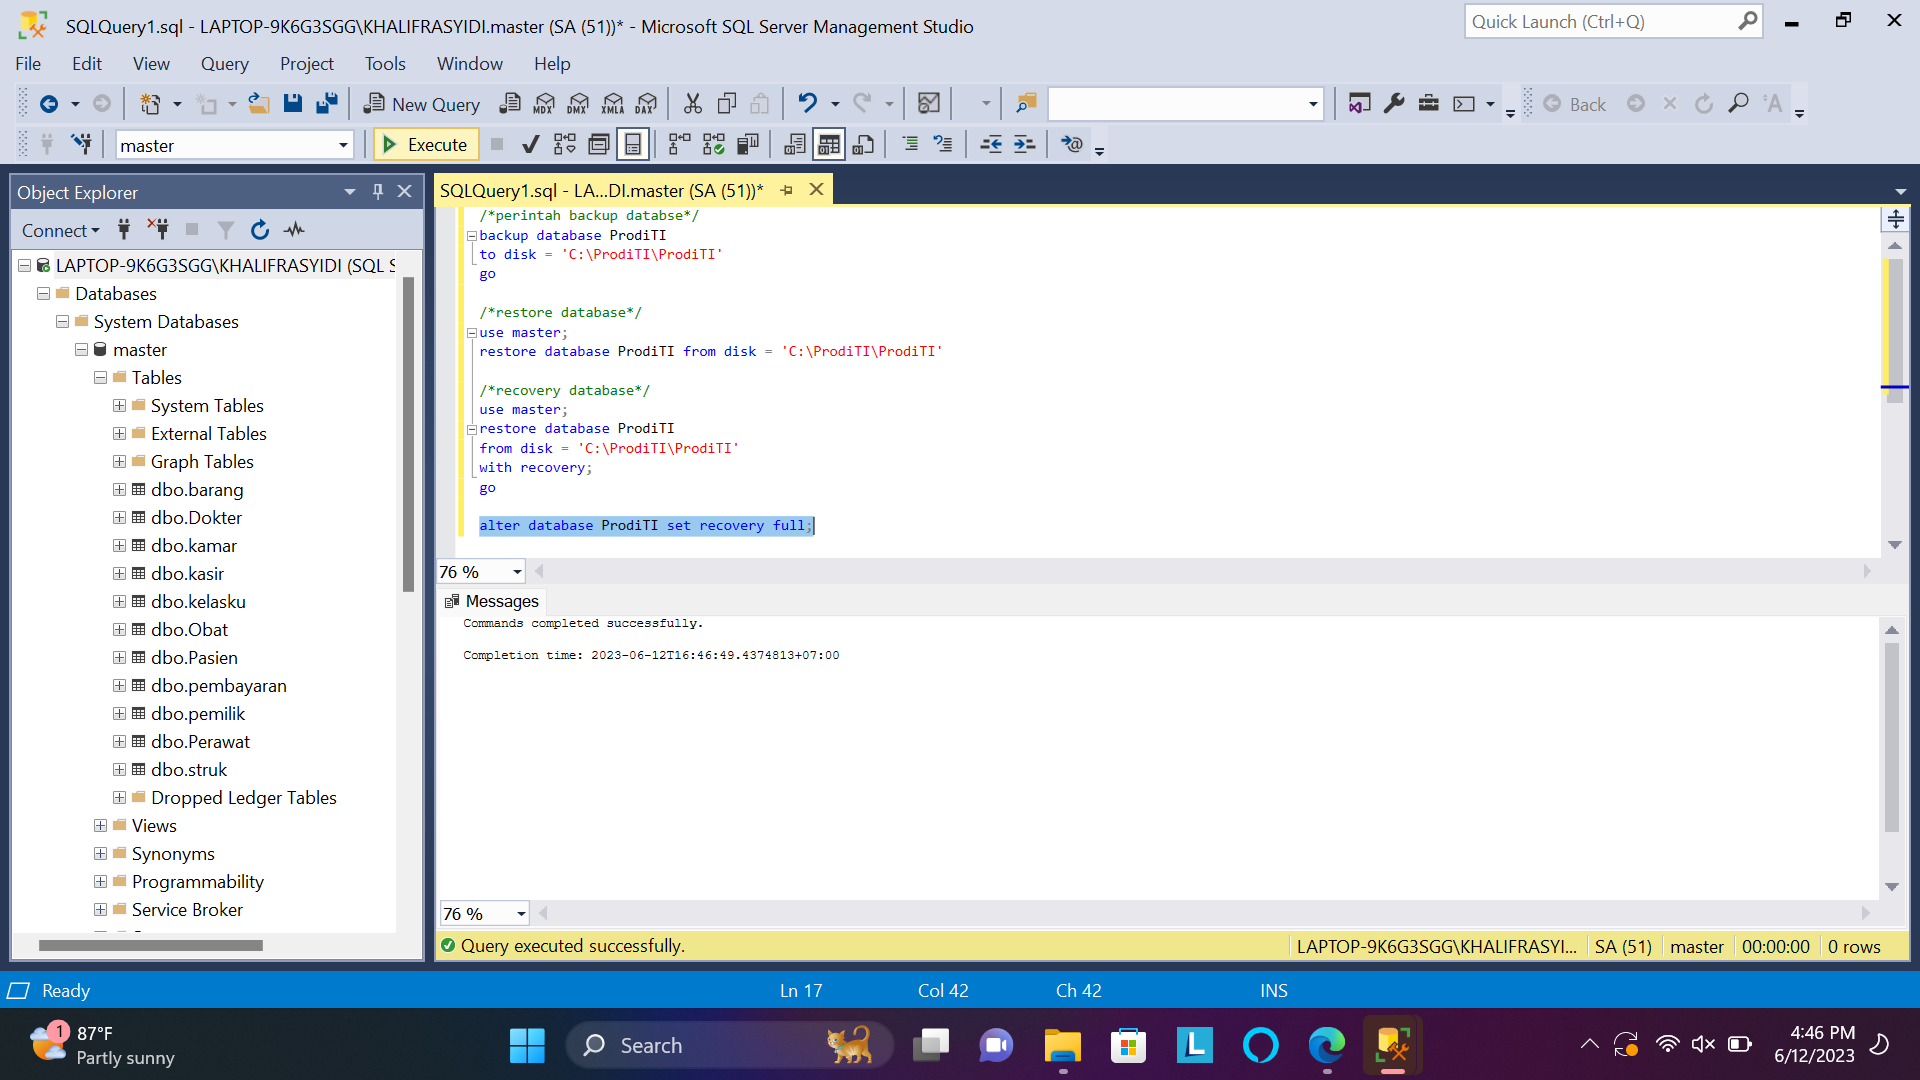 SQLQuery1.sql - LAPTOP-9K6G3SGG\KHALIFRASYIDI.master (SA (51))* - Microsoft SQL Server Management Studio
Quick Launch (Ctrl+Q)
File Edit View Query Project Tools Window Help
New Query MDX DMX XMLA DAX Back
master Execute
Object Explorer
Connect
LAPTOP-9K6G3SGG\KHALIFRASYIDI (SQL S
Databases
System Databases
master
Tables
System Tables
External Tables
Graph Tables
dbo.barang
dbo.Dokter
dbo.kamar
dbo.kasir
dbo.kelasku
dbo.Obat
dbo.Pasien
dbo.pembayaran
dbo.pemilik
dbo.Perawat
dbo.struk
Dropped Ledger Tables
Views
Synonyms
Programmability
Service Broker
SQLQuery1.sql - LA...DI.master (SA (51))*
/*perintah backup databse*/
backup database ProdiTI
to disk = 'C:\ProdiTI\ProdiTI'
go
/*restore database*/
use master;
restore database ProdiTI from disk = 'C:\ProdiTI\ProdiTI'
/*recovery database*/
use master;
restore database ProdiTI
from disk = 'C:\ProdiTI\ProdiTI'
with recovery;
go
alter database ProdiTI set recovery full;
76 %
Messages
Commands completed successfully.
Completion time: 2023-06-12T16:46:49.4374813+07:00
76 %
Query executed successfully. LAPTOP-9K6G3SGG\KHALIFRASYI... SA (51) master 00:00:00 0 rows
Ready Ln 17 Col 42 Ch 42 INS
1 87°F
Partly sunny
Search
L
4:46 PM
6/12/2023